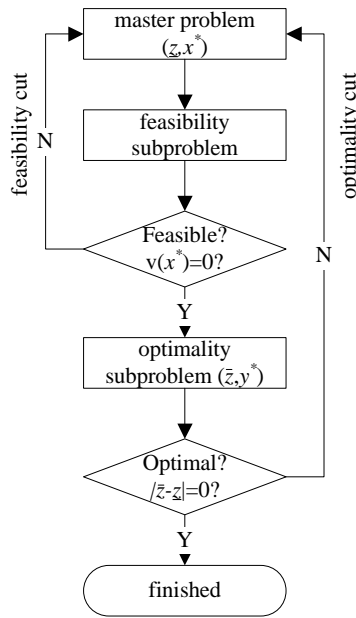 master problem
(z̲,x*)
feasibility cut
N
feasibility
subproblem
optimality cut
N
Feasible?
v(x*)=0?
Y
optimality
subproblem (z̄,y*)
Optimal?
|z̄-z̲|=0?
Y
finished